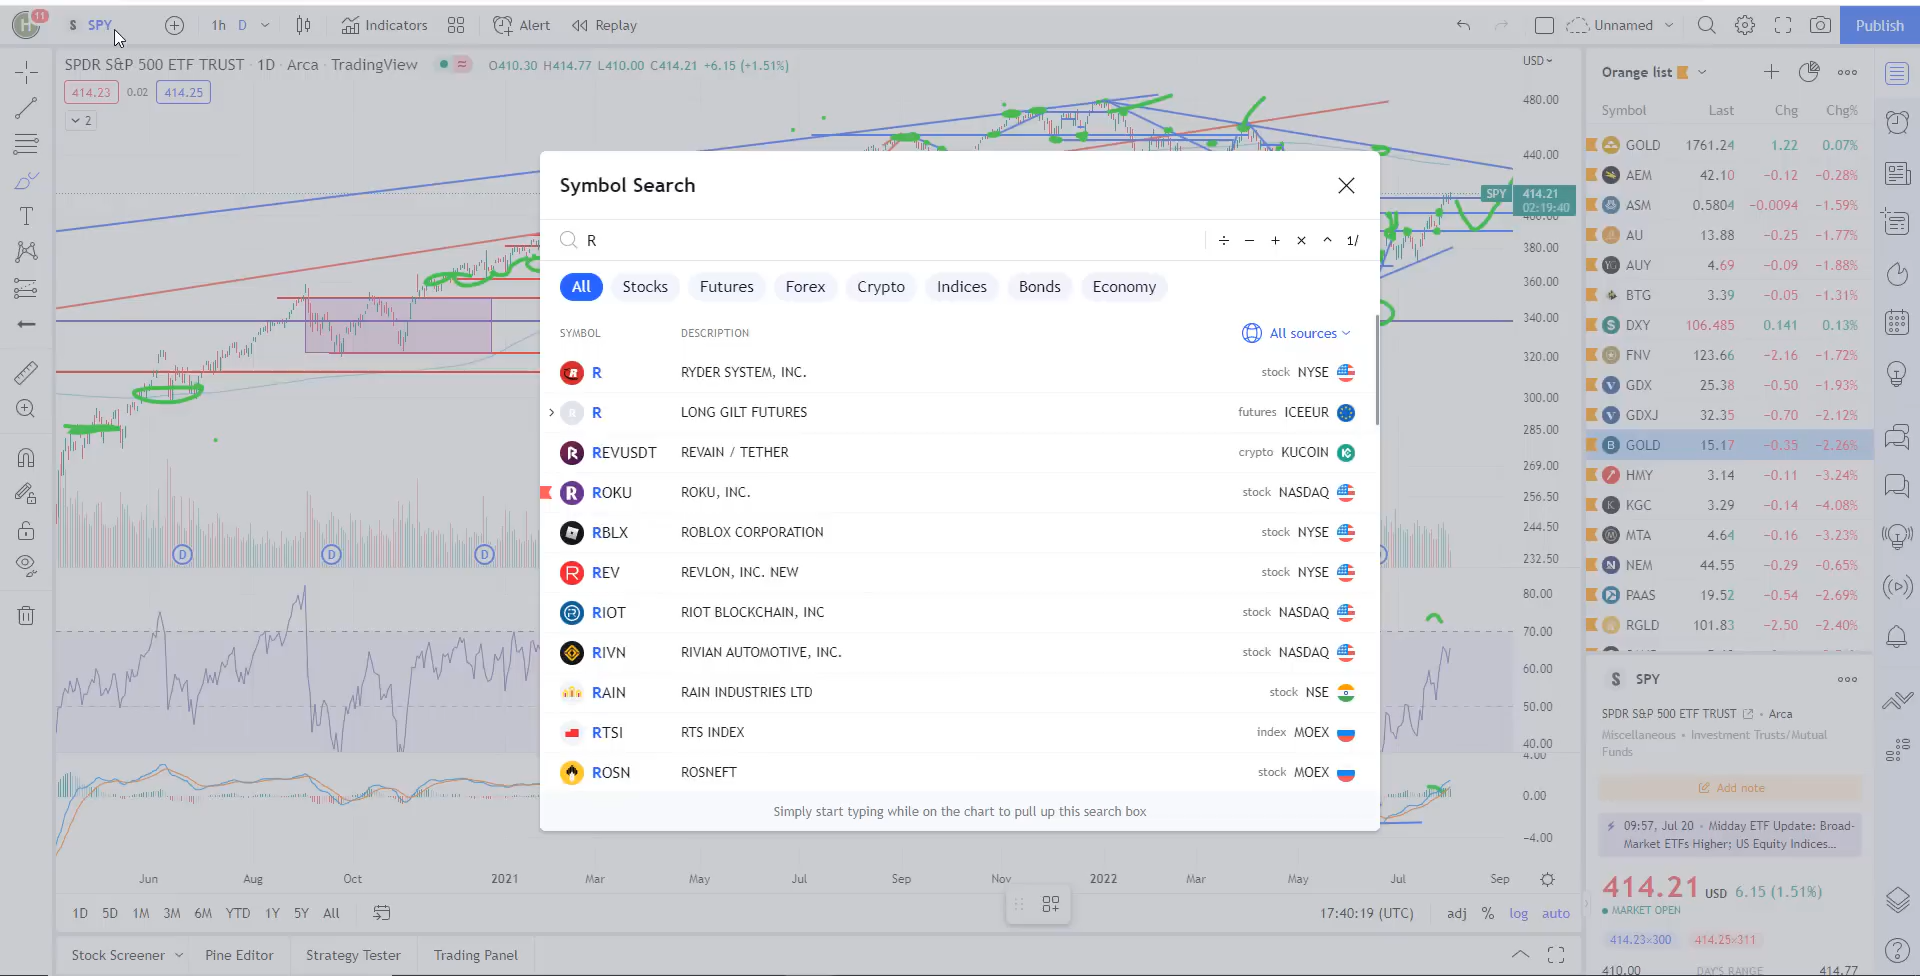 H 11 S SPY 1h D Indicators Alert Replay Unnamed Publish
SPDR S&P 500 ETF TRUST · 1D · Arca · TradingView O410.30 H414.77 L410.00 C414.21 +6.15 (+1.51%) USD
414.23 0.02 414.25
2
480.00
440.00
SPY 414.21
02:19:40
400.00
380.00
360.00
340.00
320.00
300.00
285.00
269.00
256.50
244.50
232.50
D D D
80.00
70.00
60.00
50.00
40.00
4.00
0.00
−4.00
Symbol Search
R 1/
All Stocks Futures Forex Crypto Indices Bonds Economy
SYMBOL DESCRIPTION All sources
R RYDER SYSTEM, INC. stock NYSE
R LONG GILT FUTURES futures ICEEUR
REVUSDT REVAIN / TETHER crypto KUCOIN
ROKU ROKU, INC. stock NASDAQ
RBLX ROBLOX CORPORATION stock NYSE
REV REVLON, INC. NEW stock NYSE
RIOT RIOT BLOCKCHAIN, INC stock NASDAQ
RIVN RIVIAN AUTOMOTIVE, INC. stock NASDAQ
RAIN RAIN INDUSTRIES LTD stock NSE
RTSI RTS INDEX index MOEX
ROSN ROSNEFT stock MOEX
Simply start typing while on the chart to pull up this search box
Jun Aug Oct 2021 Mar May Jul Sep Nov 2022 Mar May Jul Sep
1D 5D 1M 3M 6M YTD 1Y 5Y All 17:40:19 (UTC) adj % log auto
Stock Screener Pine Editor Strategy Tester Trading Panel
Orange list
Symbol Last Chg Chg%
GOLD 1761.24 1.22 0.07%
AEM 42.10 −0.12 −0.28%
ASM 0.5804 −0.0094 −1.59%
AU 13.88 −0.25 −1.77%
AUY 4.69 −0.09 −1.88%
BTG 3.39 −0.05 −1.31%
DXY 106.485 0.141 0.13%
FNV 123.66 −2.16 −1.72%
GDX 25.38 −0.50 −1.93%
GDXJ 32.35 −0.70 −2.12%
GOLD 15.17 −0.35 −2.26%
HMY 3.14 −0.11 −3.24%
KGC 3.29 −0.14 −4.08%
MTA 4.64 −0.16 −3.23%
NEM 44.55 −0.29 −0.65%
PAAS 19.52 −0.54 −2.69%
RGLD 101.83 −2.50 −2.40%
S SPY
SPDR S&P 500 ETF TRUST • Arca
Miscellaneous • Investment Trusts/Mutual
Funds
Add note
09:57, Jul 20 • Midday ETF Update: Broad-
Market ETFs Higher; US Equity Indices...
414.21 USD 6.15 (1.51%)
MARKET OPEN
414.23×300 414.25×311
410.00 DAY'S RANGE 414.77